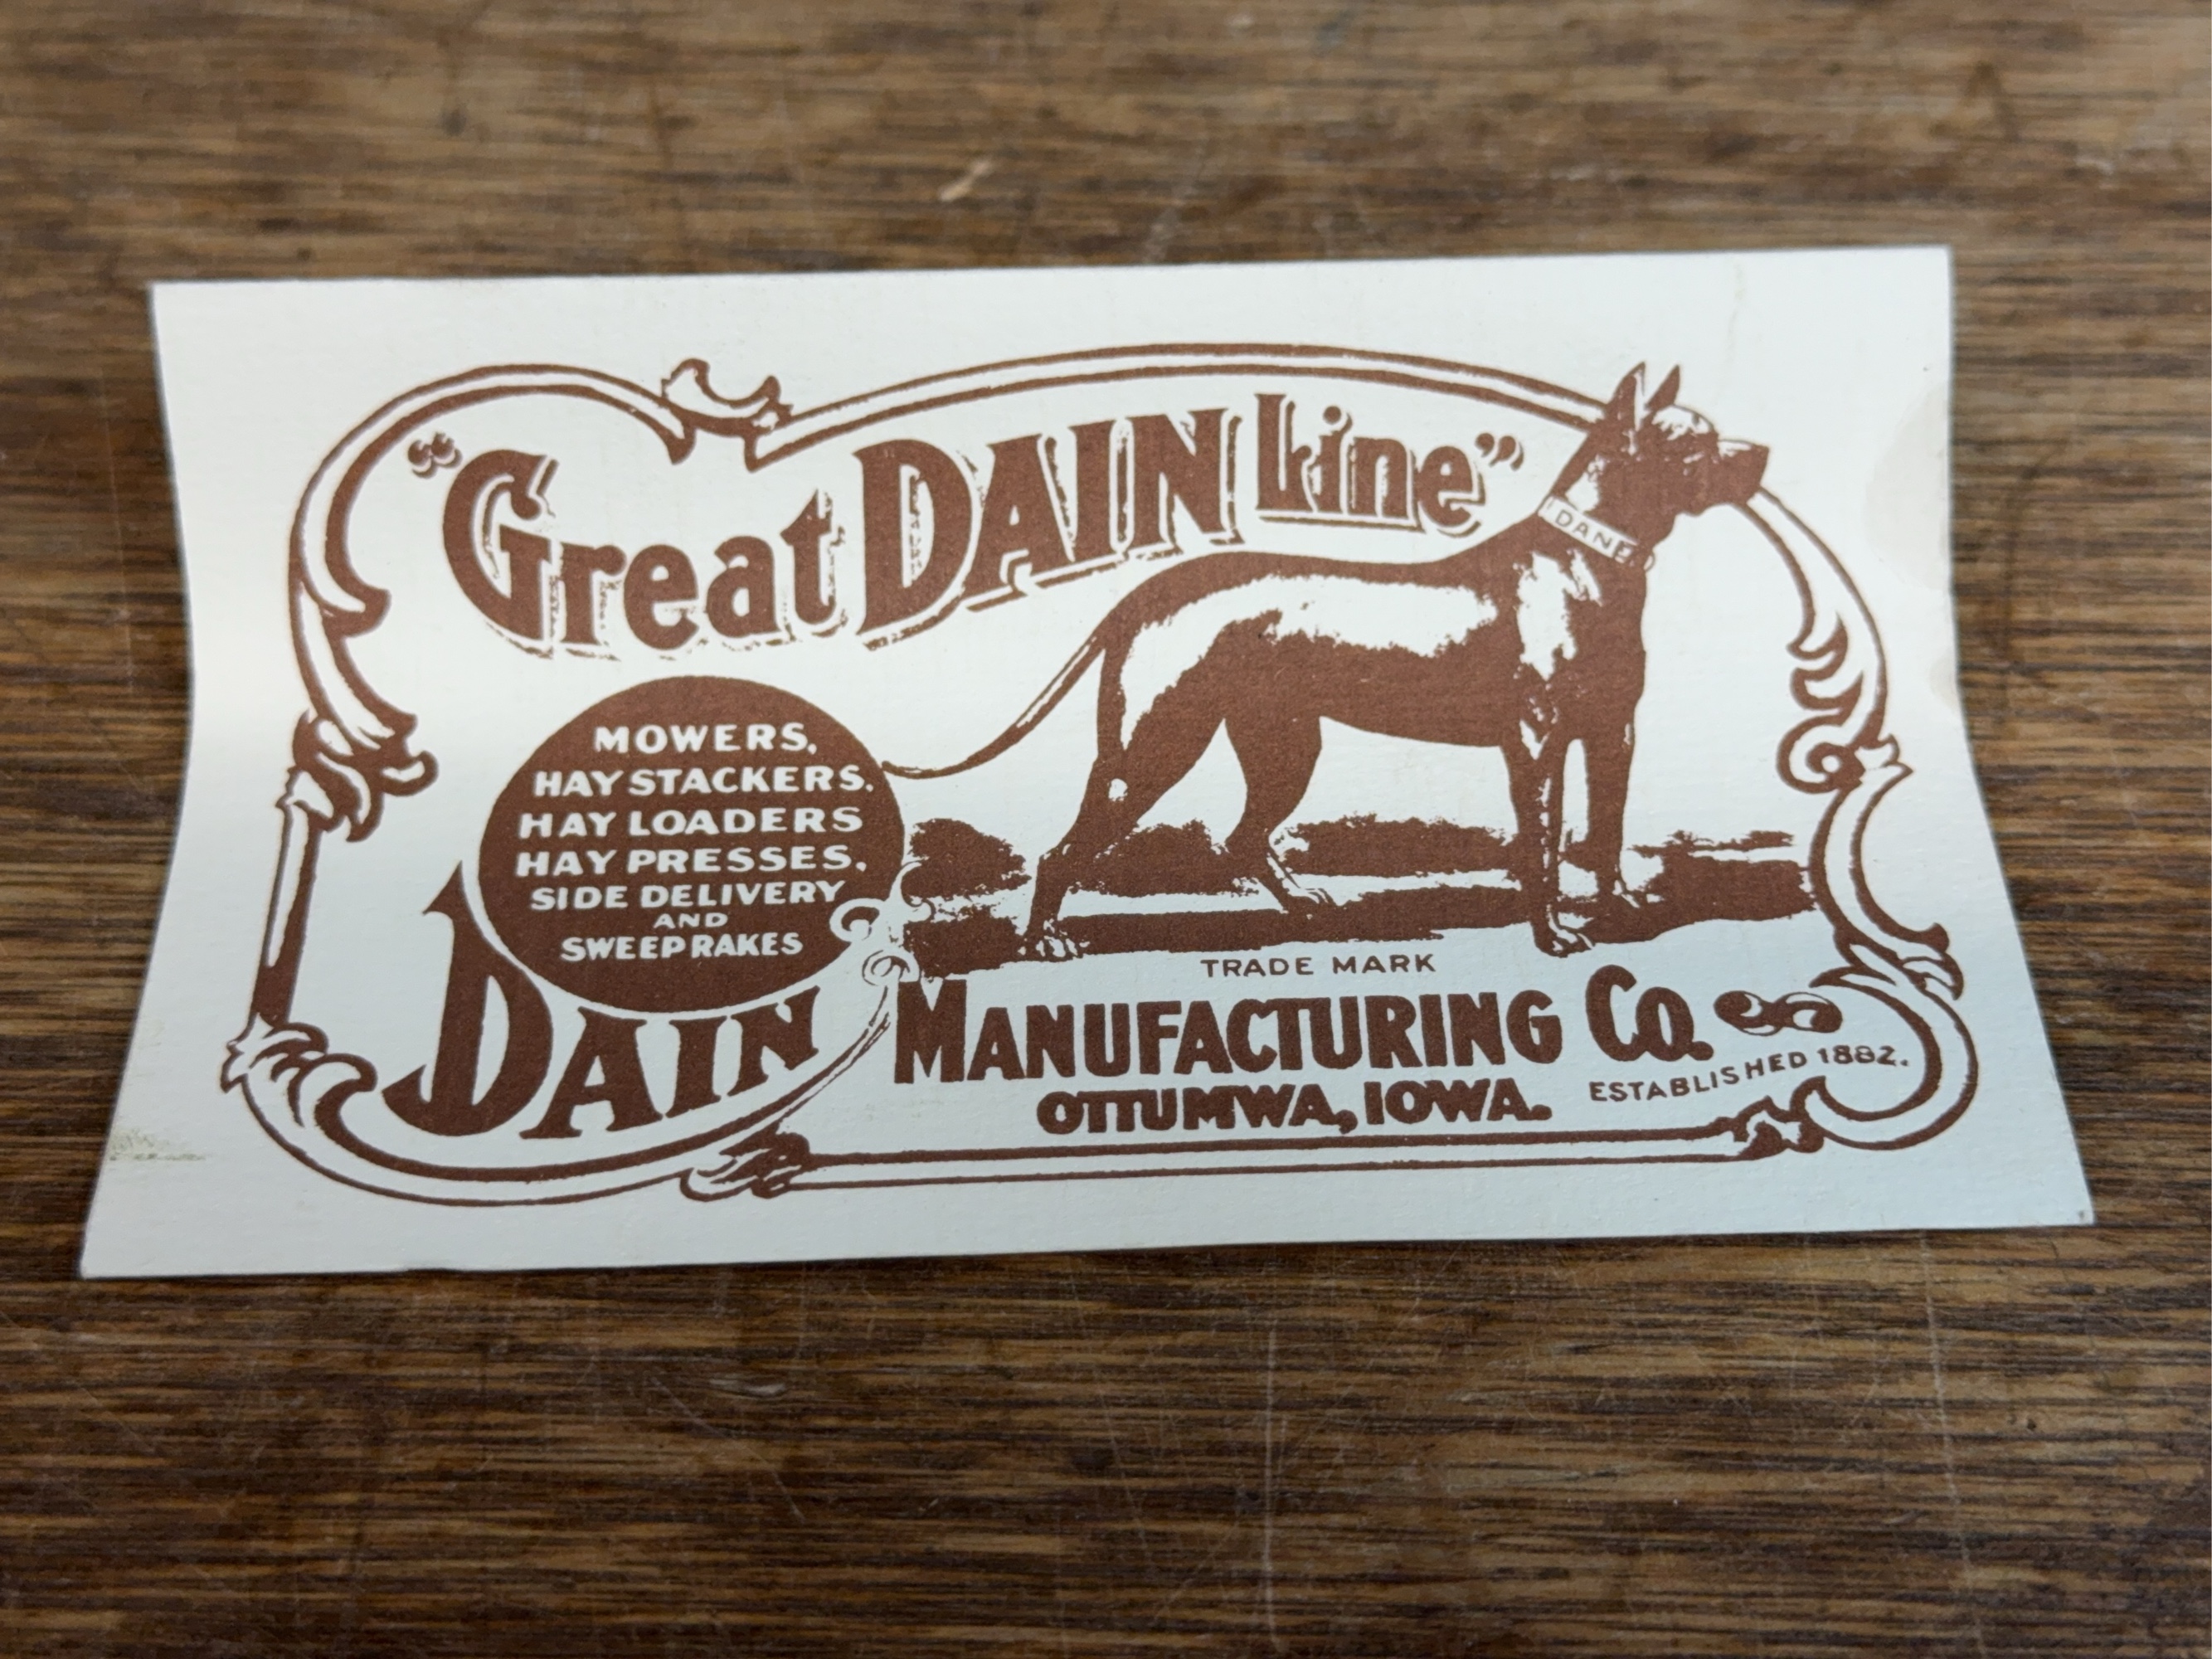 “Great DAIN Line”
DANE
MOWERS,
HAY STACKERS,
HAY LOADERS
HAY PRESSES,
SIDE DELIVERY
AND
SWEEP RAKES
TRADE MARK
DAIN MANUFACTURING CO.
OTTUMWA, IOWA.
ESTABLISHED 1882.